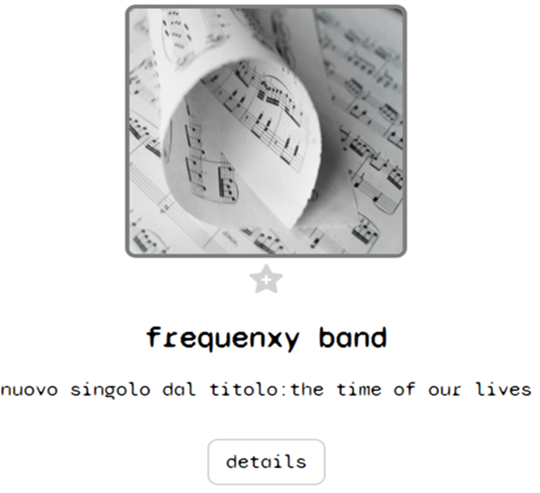 frequenxy band
nuovo singolo dal titolo:the time of our lives
details